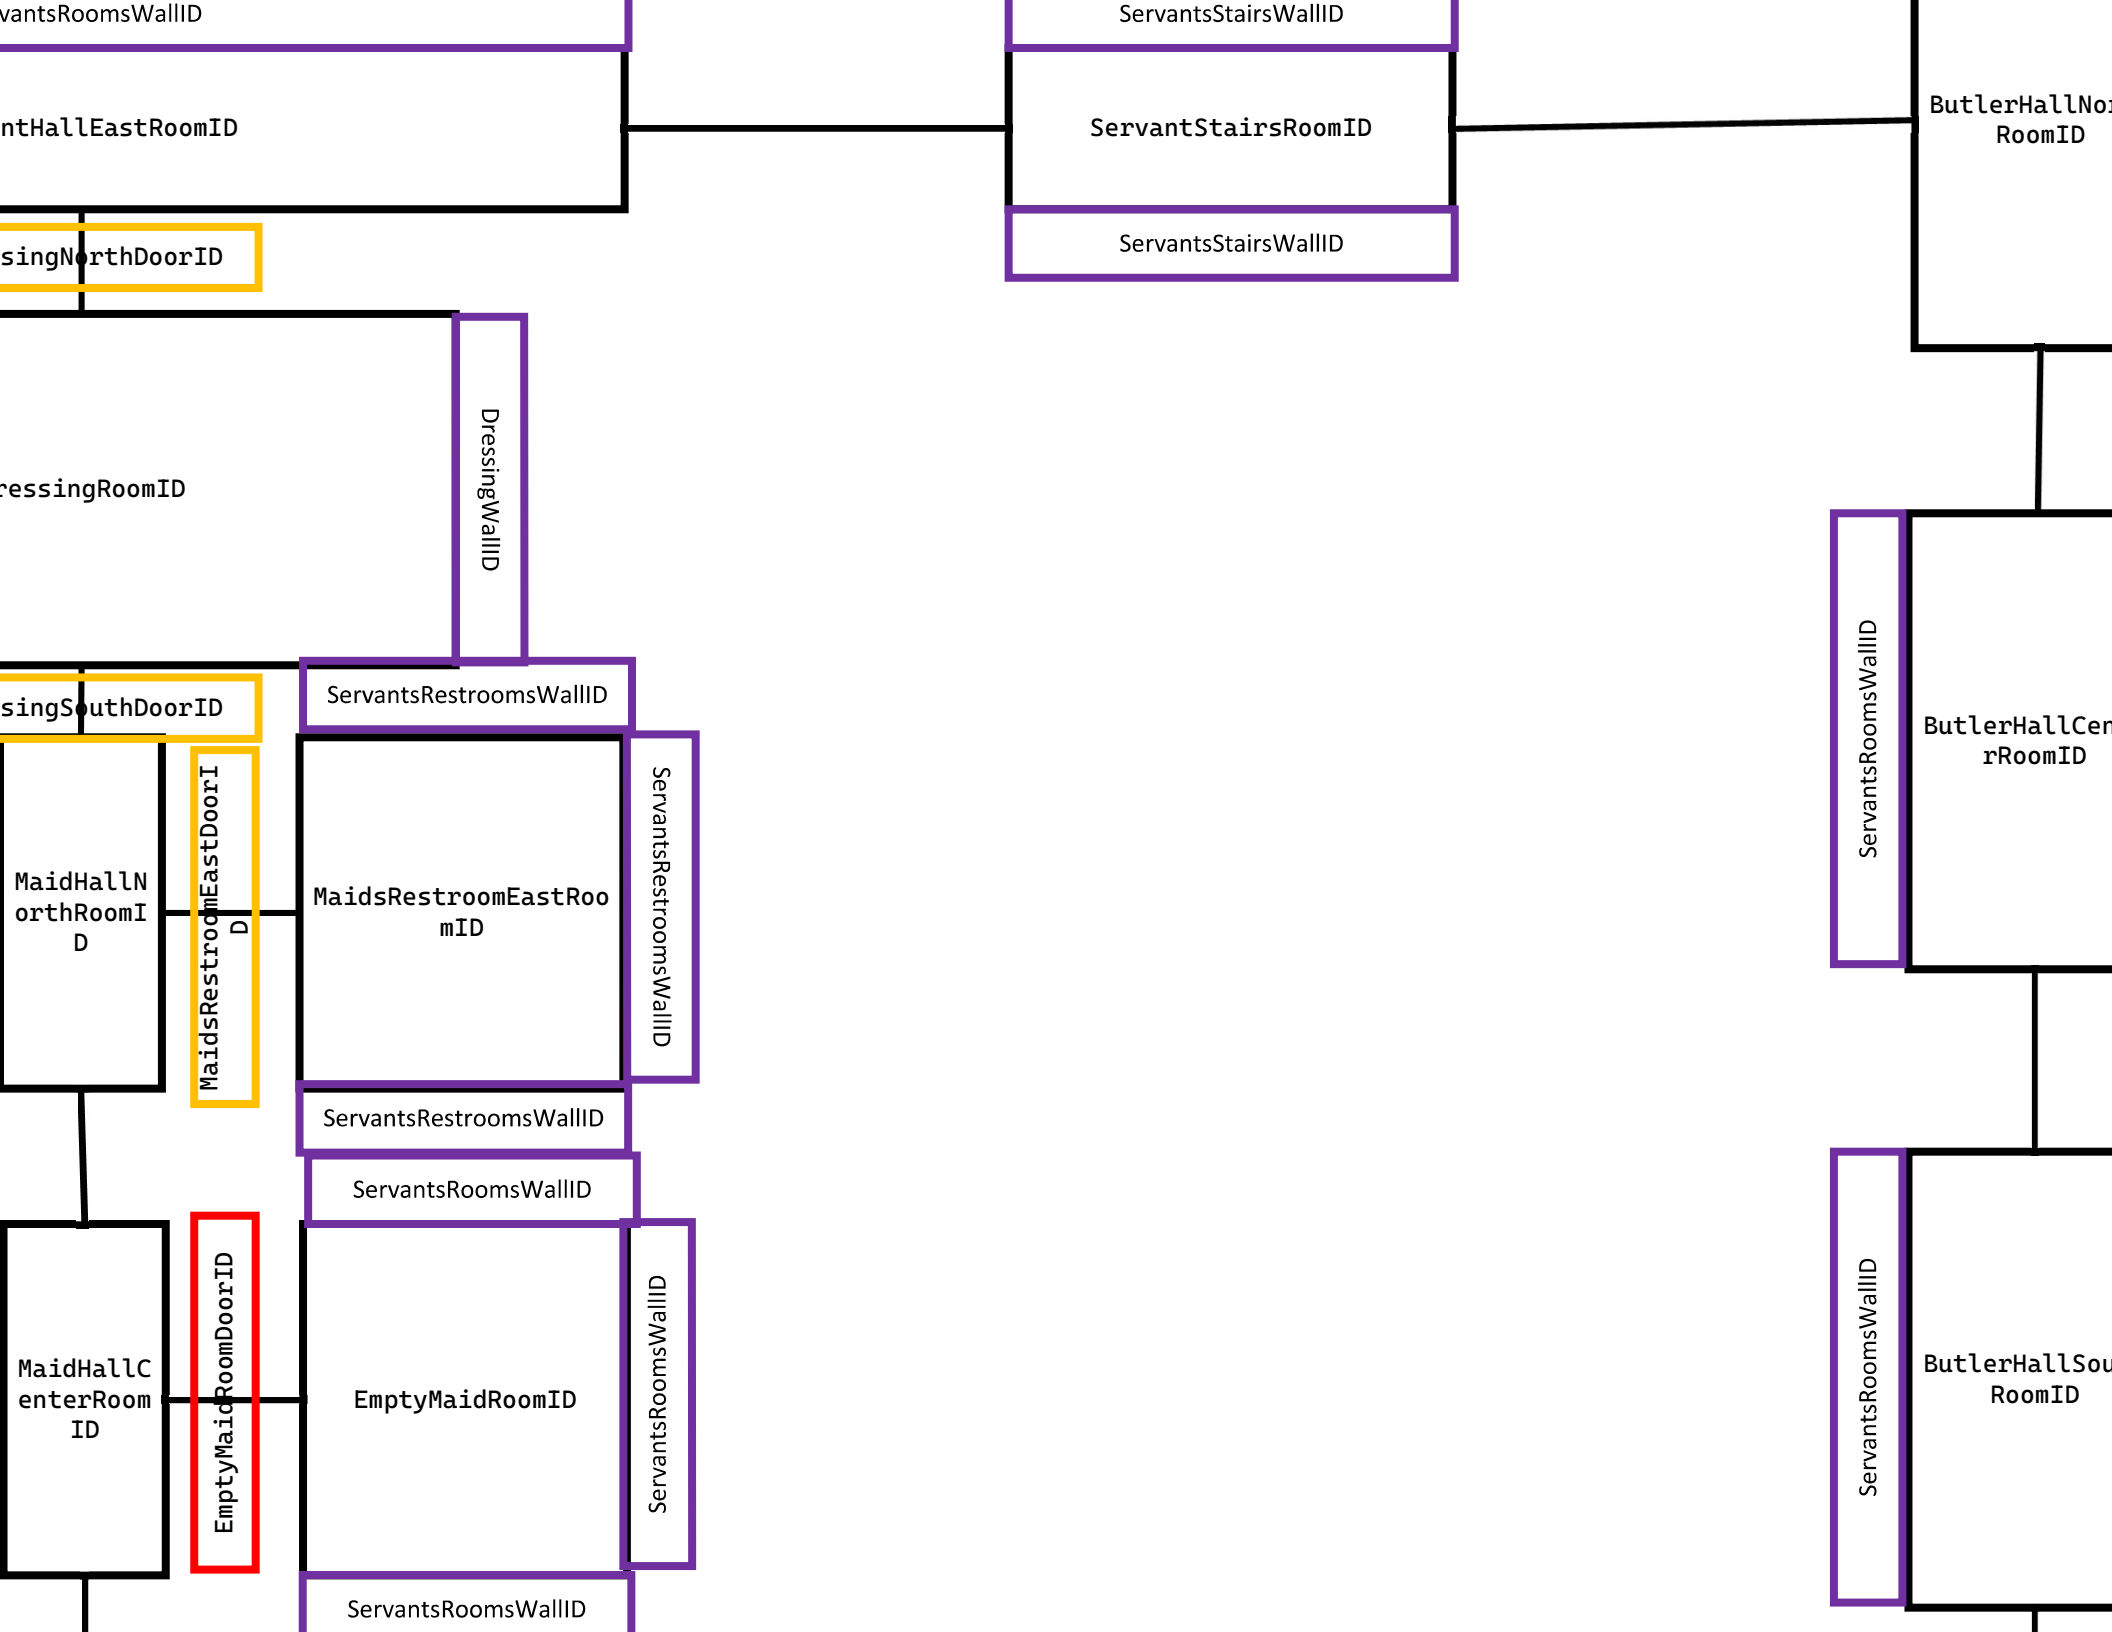 vantsRoomsWallID
ServantsStairsWallID
ntHallEastRoomID
ServantStairsRoomID
ButlerHallNor
RoomID
singNorthDoorID
ServantsStairsWallID
DressingWallID
ressingRoomID
ServantsRestroomsWallID
singSouthDoorID
ServantsRoomsWallID
ButlerHallCen
rRoomID
MaidHallN
orthRoomI
D
MaidsRestroomEastDoorI
D
MaidsRestroomEastRoo
mID
ServantsRestroomsWallID
ServantsRestroomsWallID
ServantsRoomsWallID
MaidHallC
enterRoom
ID
EmptyMaidRoomDoorID
EmptyMaidRoomID
ServantsRoomsWallID
ServantsRoomsWallID
ButlerHallSou
RoomID
ServantsRoomsWallID